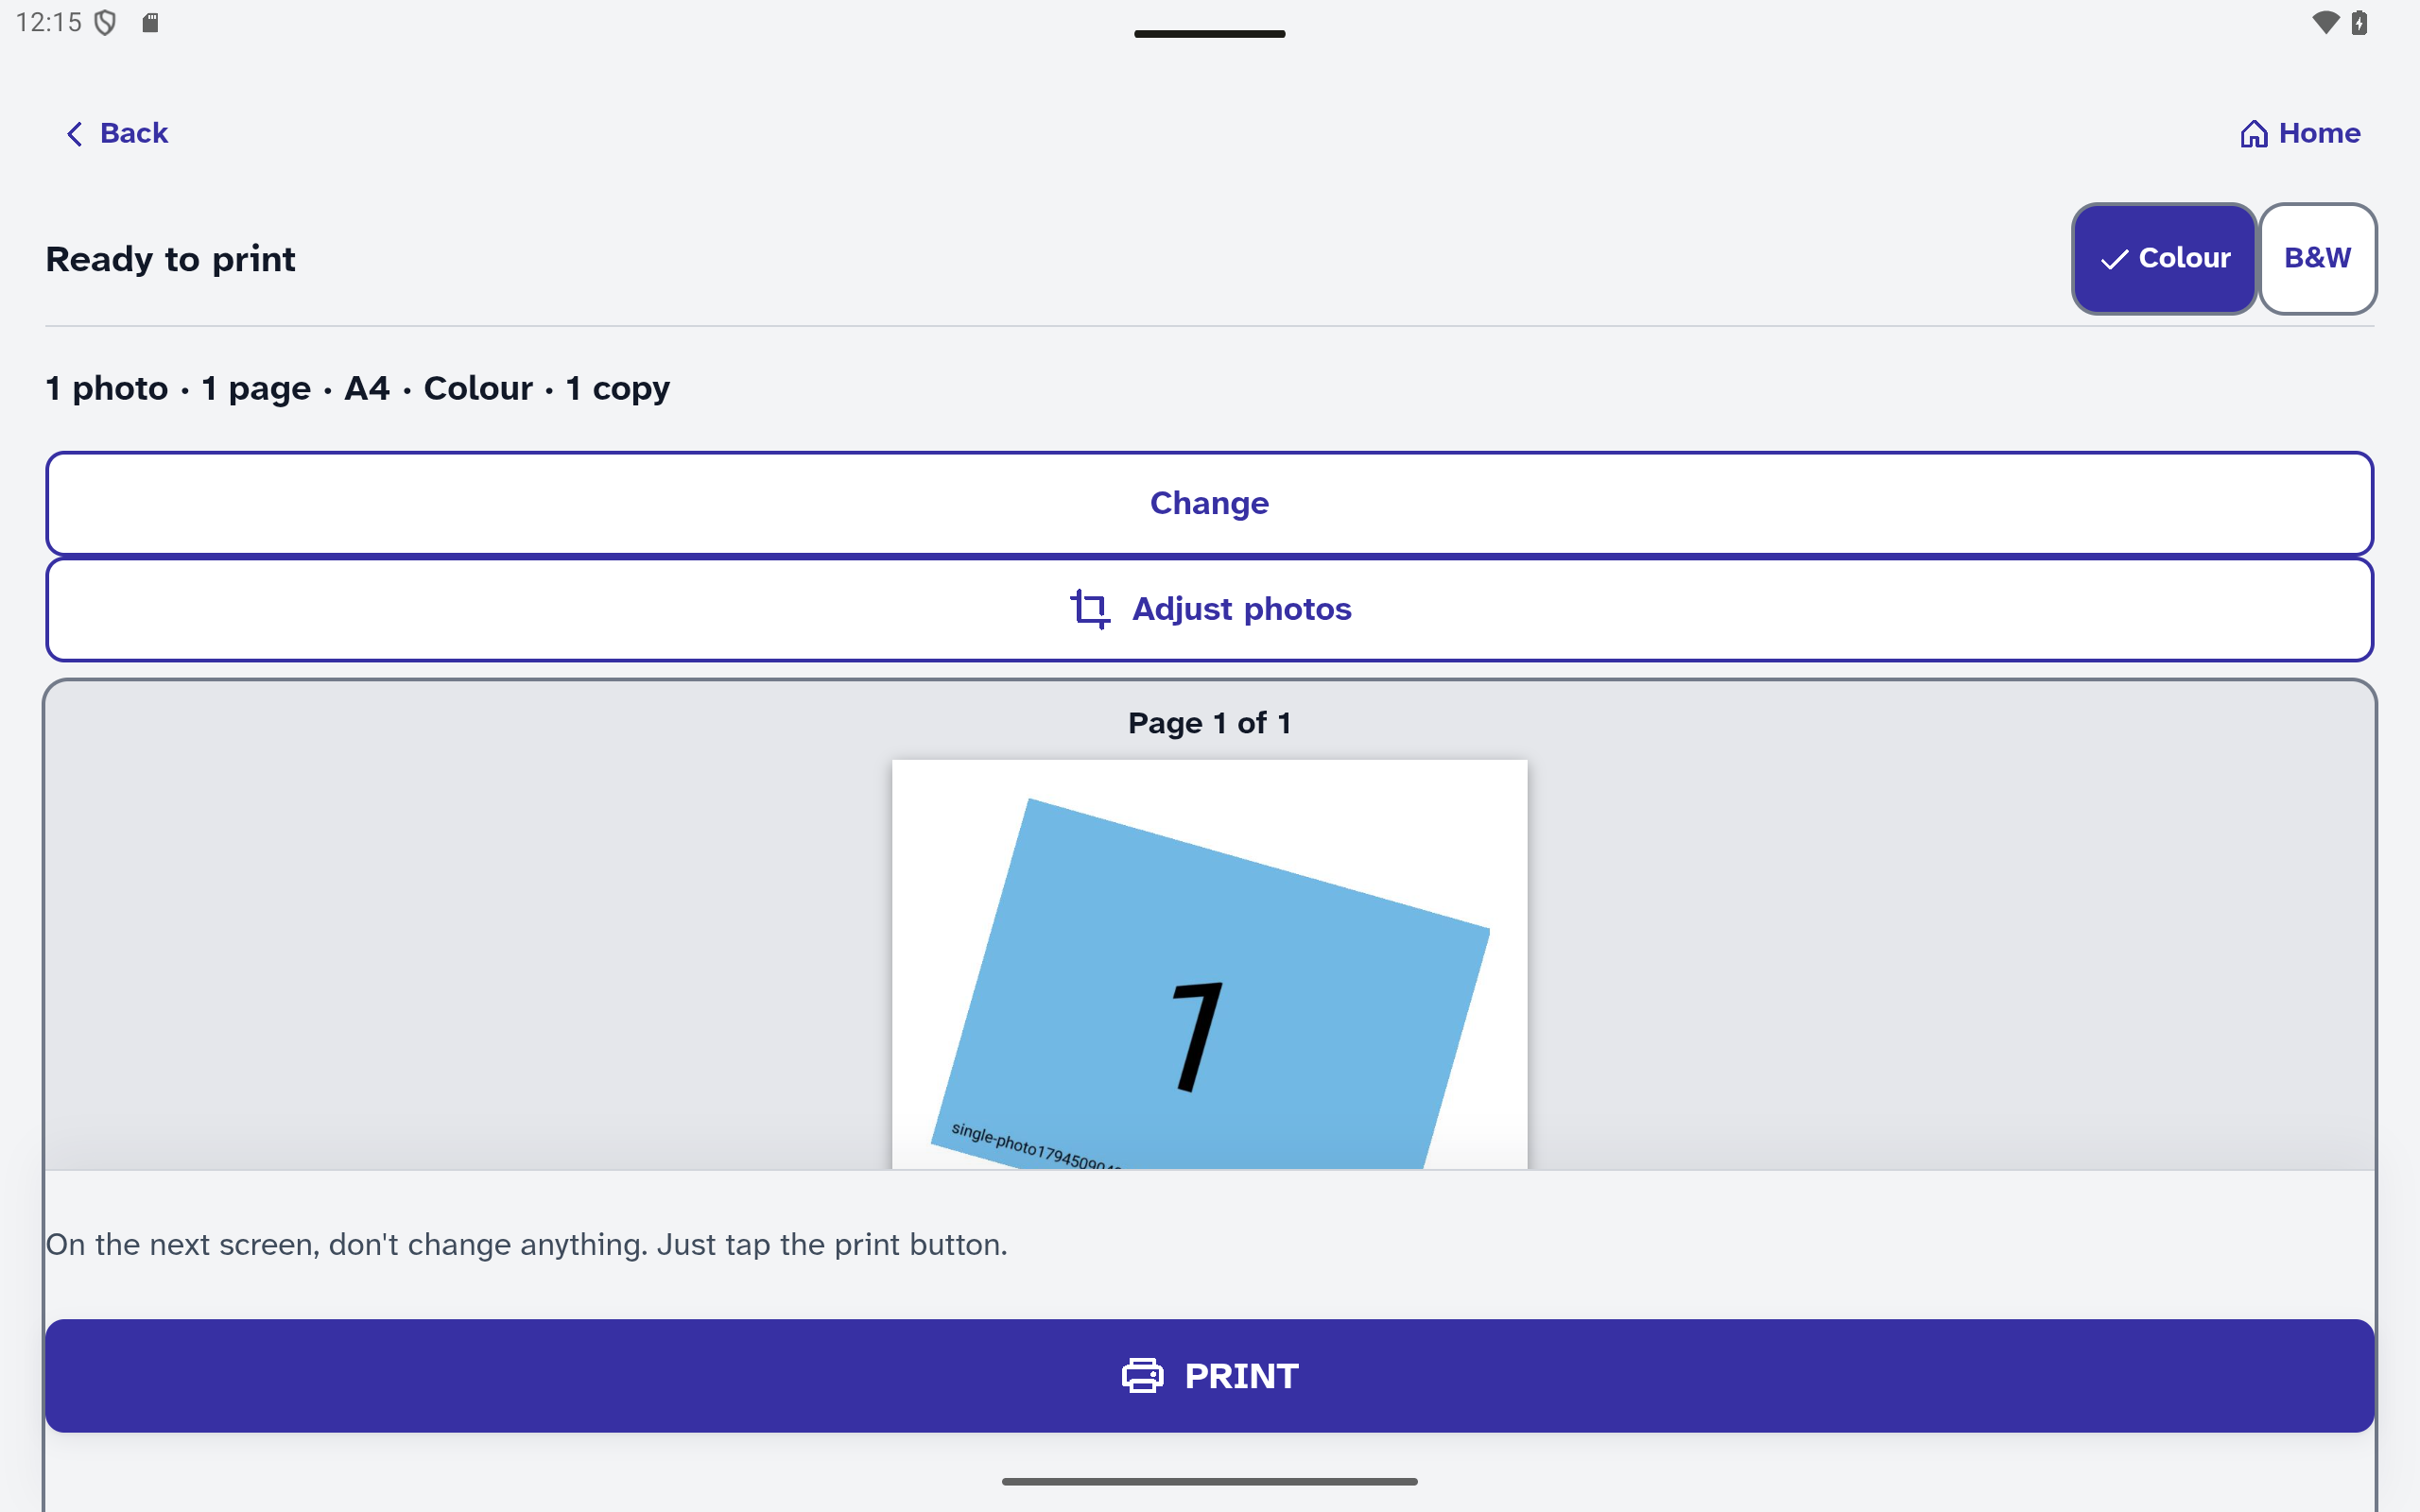 12:15
Back
Home
Ready to print
Colour
B&W
1 photo · 1 page · A4 · Colour · 1 copy
Change
Adjust photos
Page 1 of 1
1
On the next screen, don't change anything. Just tap the print button.
PRINT